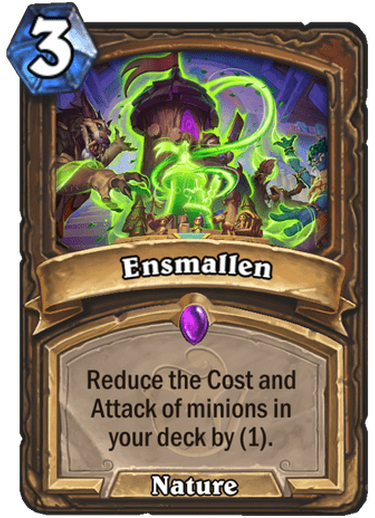 3
Ensmallen
Reduce the Cost and
Attack of minions in
your deck by (1).
Nature